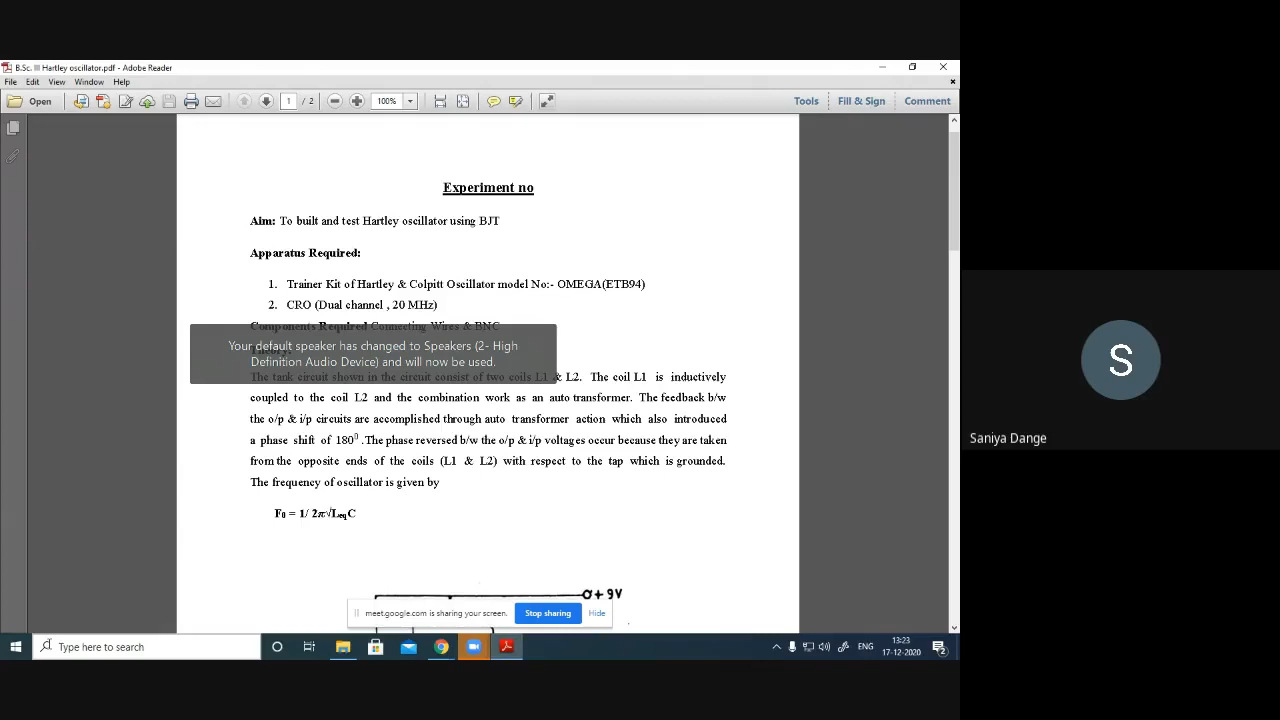 B.Sc. III Hartley oscillator.pdf - Adobe Reader
File Edit View Window Help
Open 1 / 2 100% Tools Fill & Sign Comment
Experiment no
Aim: To built and test Hartley oscillator using BJT
Apparatus Required:
1. Trainer Kit of Hartley & Colpitt Oscillator model No:- OMEGA(ETB94)
2. CRO (Dual channel , 20 MHz)
Components Required Connecting Wires & BNC
Your default speaker has changed to Speakers (2- High
Definition Audio Device) and will now be used.
Theory:
The tank circuit shown in the circuit consist of two coils L1 & L2. The coil L1 is inductively
coupled to the coil L2 and the combination work as an auto transformer. The feedback b/w
the o/p & i/p circuits are accomplished through auto transformer action which also introduced
a phase shift of 180⁰ .The phase reversed b/w the o/p & i/p voltages occur because they are taken
from the opposite ends of the coils (L1 & L2) with respect to the tap which is grounded.
The frequency of oscillator is given by
F₀ = 1/ 2π√LeqC
+ 9V
meet.google.com is sharing your screen. Stop sharing Hide
S
Saniya Dange
Type here to search
ENG
13:23
17-12-2020
2